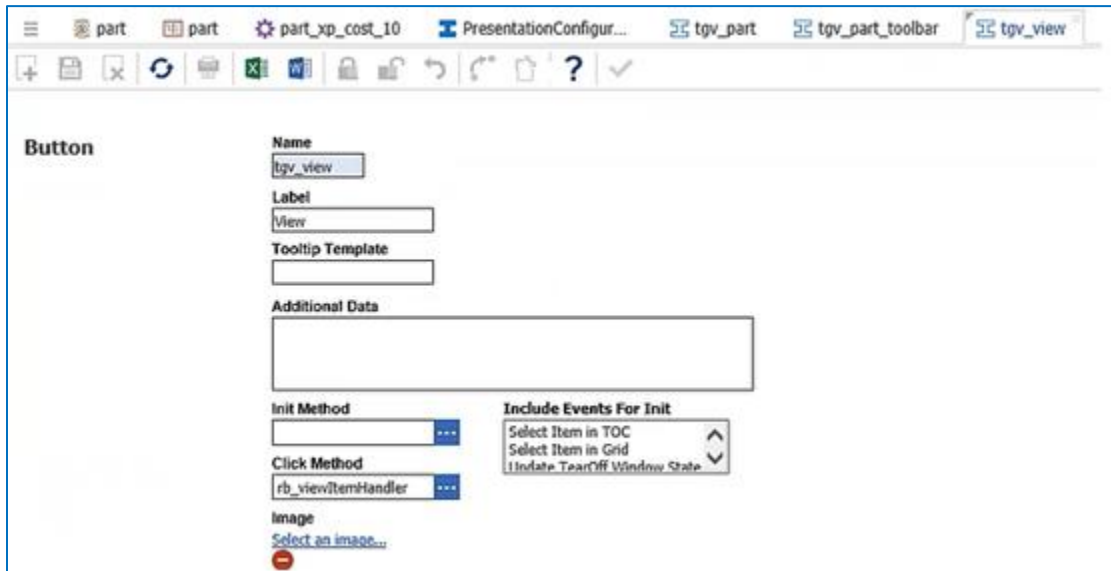 part part part_xp_cost_10 PresentationConfigur... tgv_part tgv_part_toolbar tgv_view
?
Button
Name
tgv_view
Label
View
Tooltip Template
Additional Data
Init Method Include Events For Init
Select Item in TOC
Select Item in Grid
Update TearOff Window State
Click Method
rb_viewItemHandler
Image
Select an image...